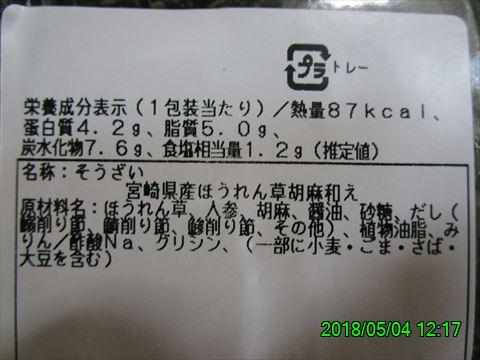 プラ トレー
栄養成分表示(1包装当たり)/熱量87kcal、
蛋白質4.2g、脂質5.0g、
炭水化物7.6g、食塩相当量1.2g(推定値)
名称:そうざい
宮崎県産ほうれん草胡麻和え
原材料名:ほうれん草、人参、胡麻、醤油、砂糖、だし(
削り節、削り節、削り節、その他)、植物油脂、み
りん/酢酸Na、グリシン、(一部に小麦・ごま・さば・
大豆を含む)
2018/05/04 12:17